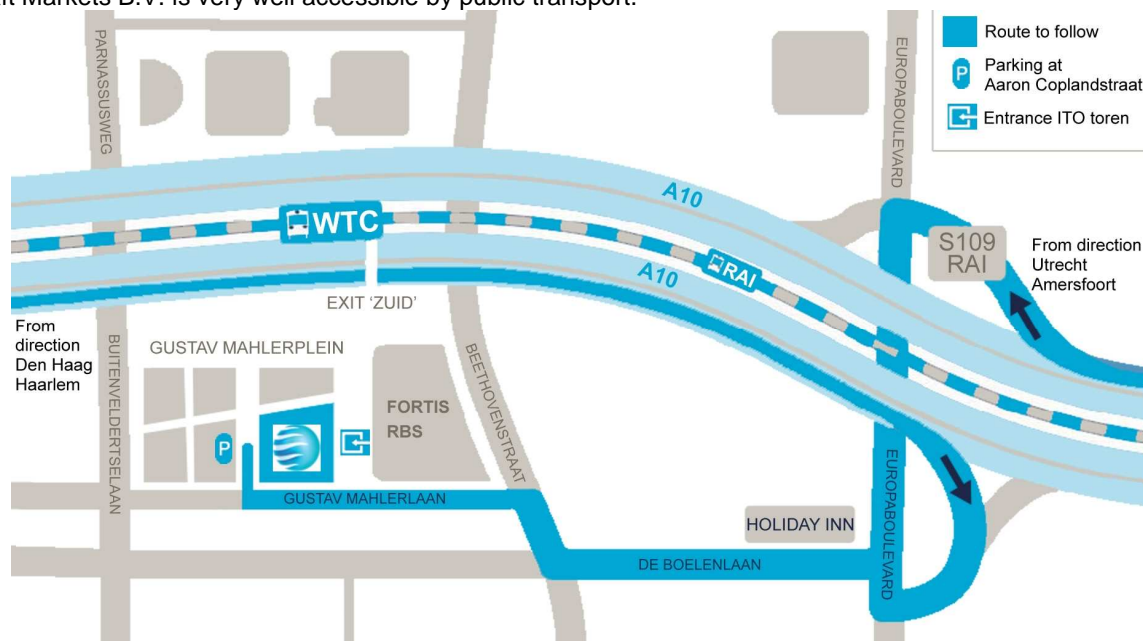 Markets B.V. is very well accessible by public transport.
PARNASSUSWEG
EUROPABOULEVARD
Route to follow
P
Parking at
Aaron Coplandstraat
Entrance ITO toren
A10
WTC
S109
RAI
From direction
Utrecht
Amersfoort
RAI
A10
EXIT ‘ZUID’
From
direction
Den Haag
Haarlem
BUITENVELDERTSELAAN
GUSTAV MAHLERPLEIN
BEETHOVENSTRAAT
FORTIS
RBS
P
GUSTAV MAHLERLAAN
EUROPABOULEVARD
HOLIDAY INN
DE BOELENLAAN